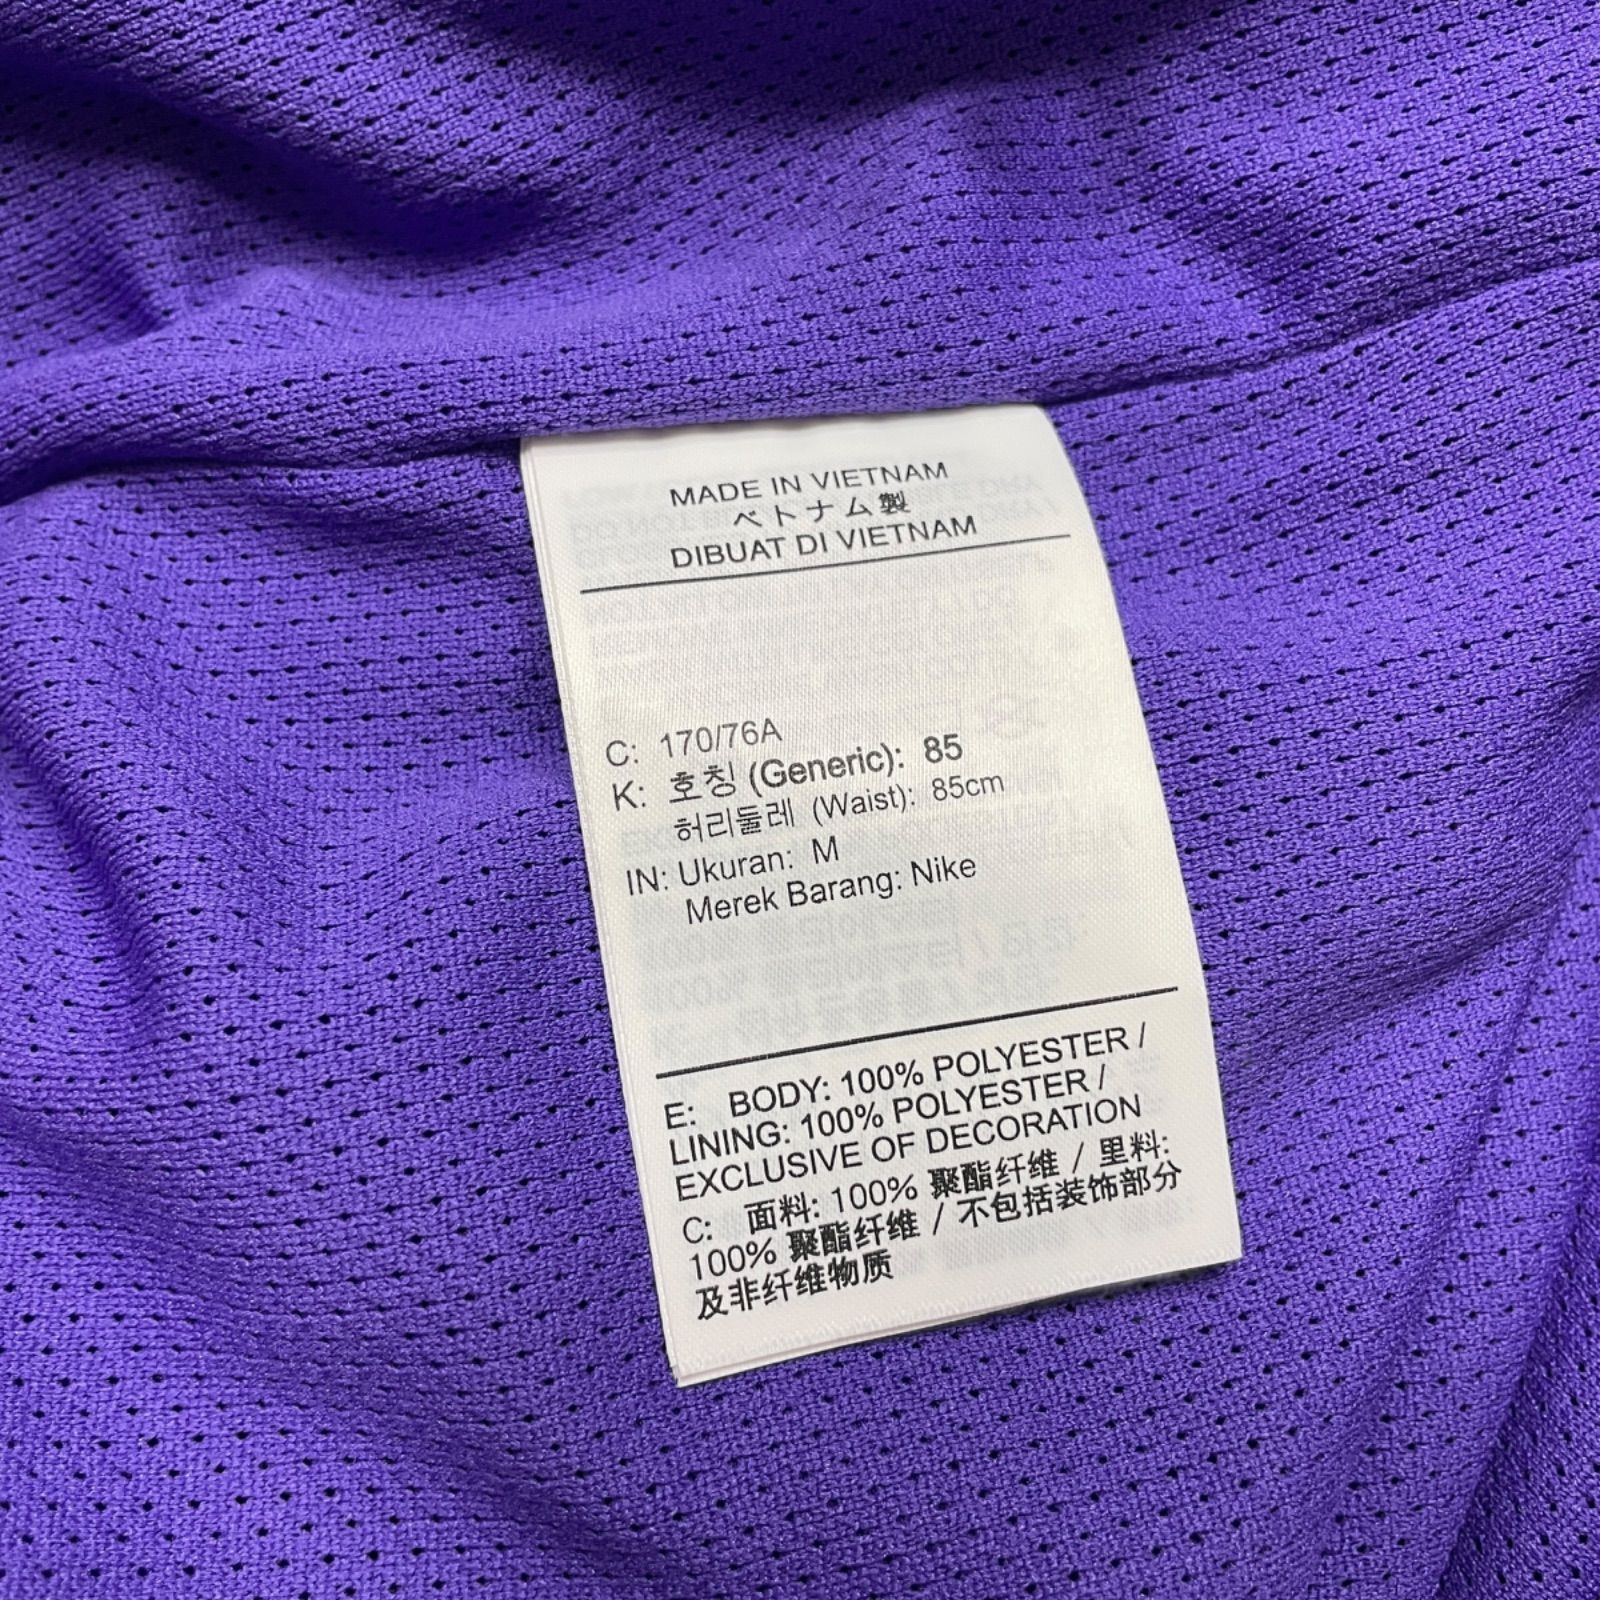 MADE IN VIETNAM
ベトナム製
DIBUAT DI VIETNAM
C: 170/76A
K: 호칭 (Generic): 85
허리둘레 (Waist): 85cm
IN: Ukuran: M
Merek Barang: Nike
E: BODY: 100% POLYESTER /
LINING: 100% POLYESTER /
EXCLUSIVE OF DECORATION
C: 面料: 100% 聚酯纤维 / 里料:
100% 聚酯纤维 / 不包括装饰部分
及非纤维物质